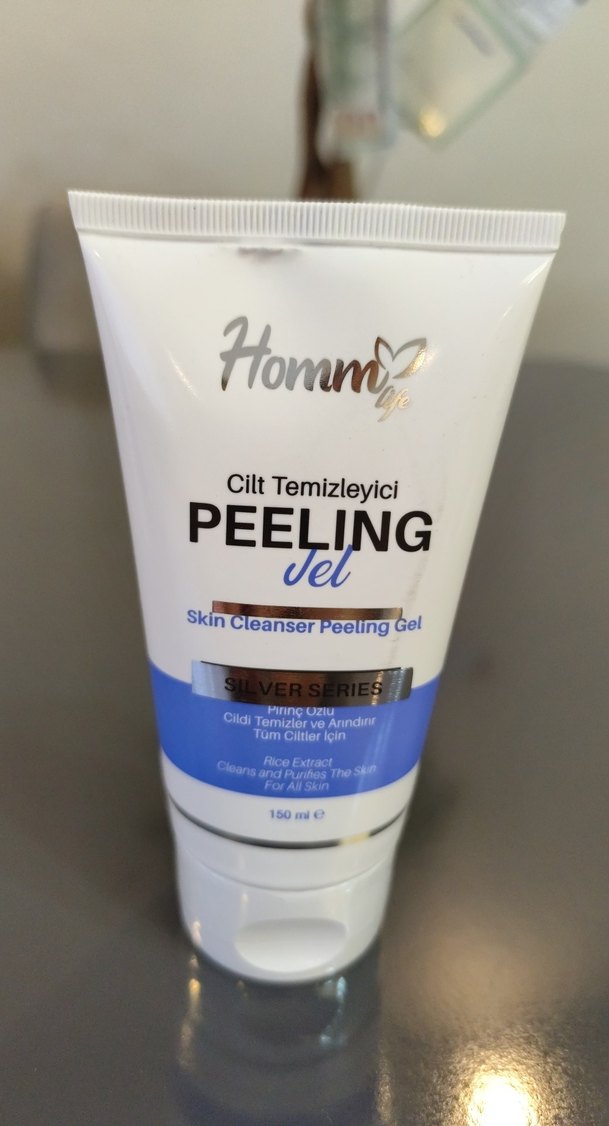 Homm
life
Cilt Temizleyici
PEELING
Jel
Skin Cleanser Peeling Gel
SILVER SERIES
Pirinç Özlü
Cildi Temizler ve Arındırır
Tüm Ciltler İçin
Rice Extract
Cleans and Purifies The Skin
For All Skin
150 ml ℮